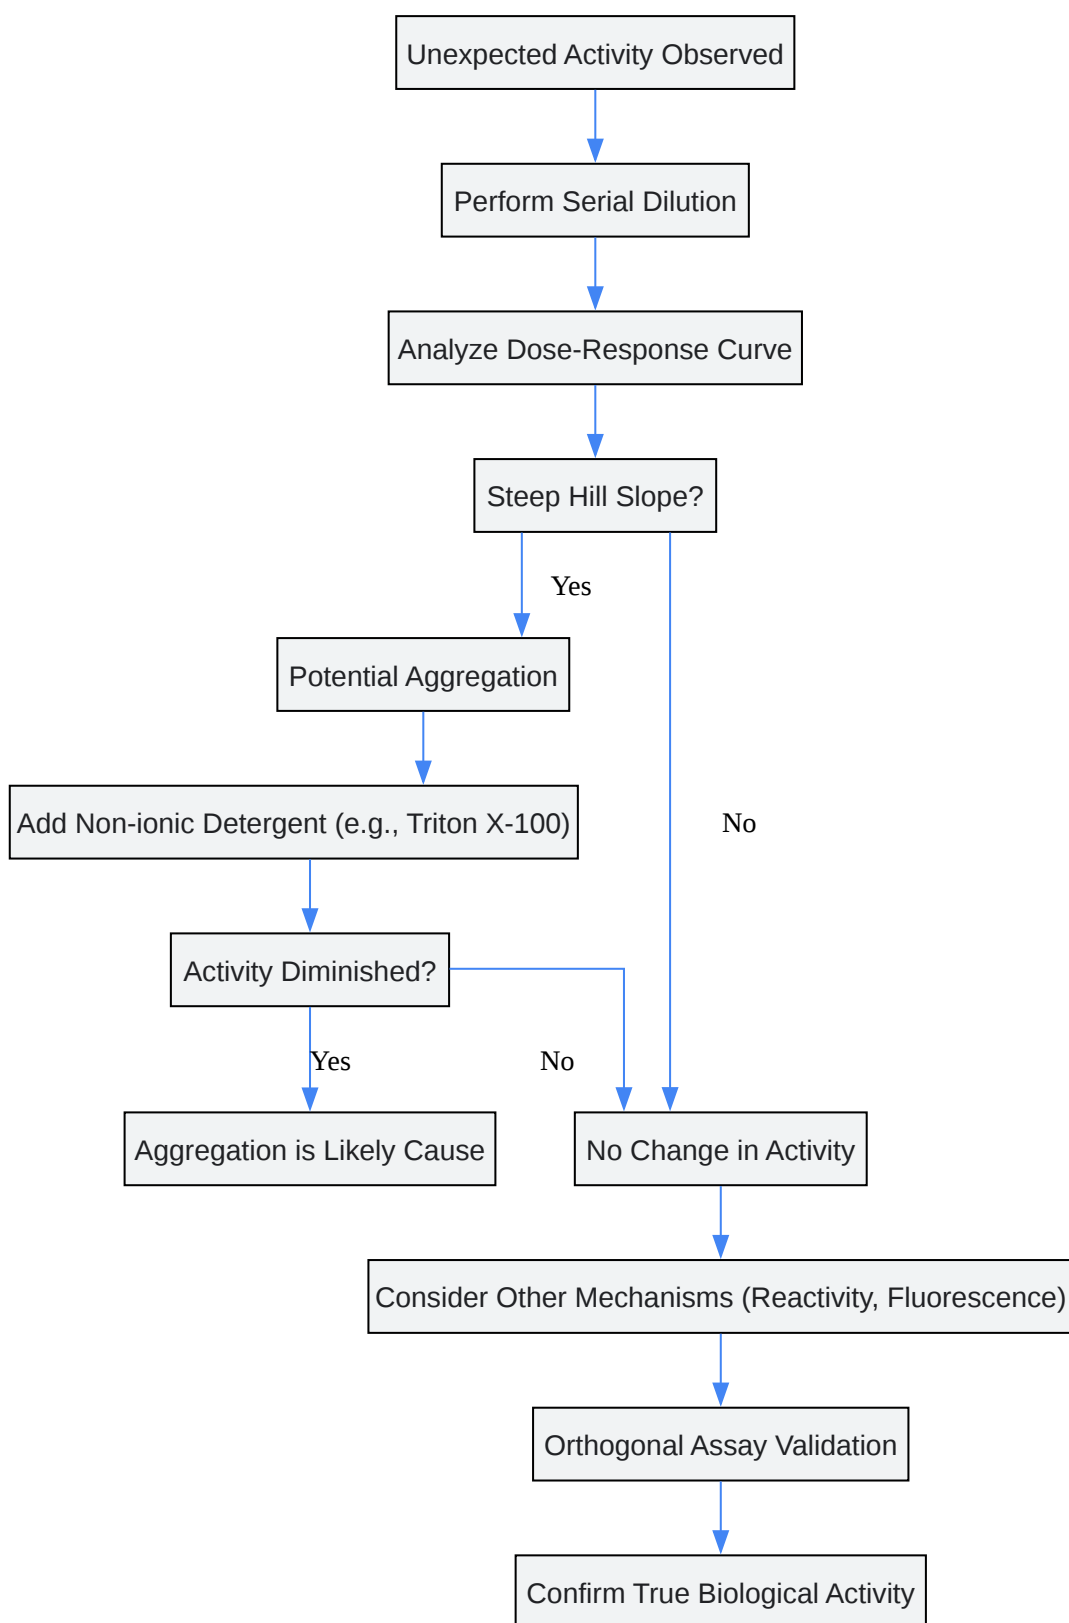 Unexpected Activity Observed
Perform Serial Dilution
Analyze Dose-Response Curve
Steep Hill Slope?
Yes
Potential Aggregation
Add Non-ionic Detergent (e.g., Triton X-100)
No
Activity Diminished?
Yes
No
Aggregation is Likely Cause
No Change in Activity
Consider Other Mechanisms (Reactivity, Fluorescence)
Orthogonal Assay Validation
Confirm True Biological Activity